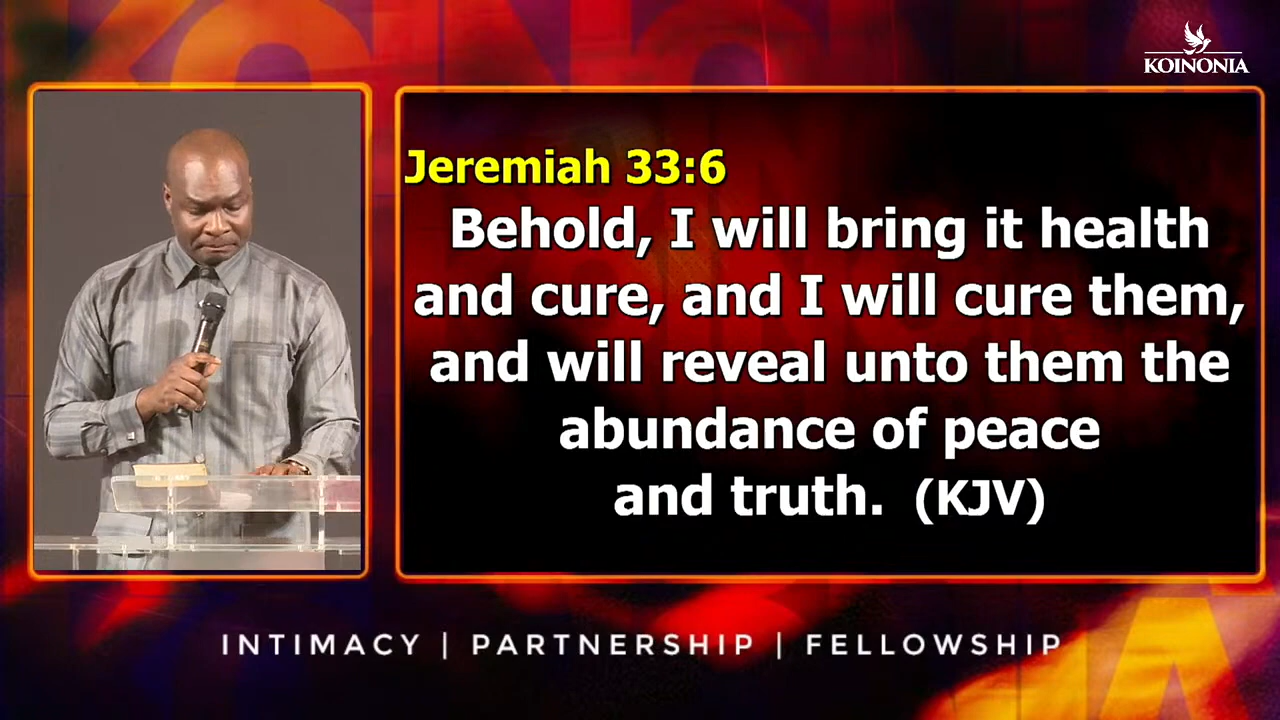 KOINONIA
Jeremiah 33:6
Behold, I will bring it health
and cure, and I will cure them,
and will reveal unto them the
abundance of peace
and truth. (KJV)
INTIMACY | PARTNERSHIP | FELLOWSHIP